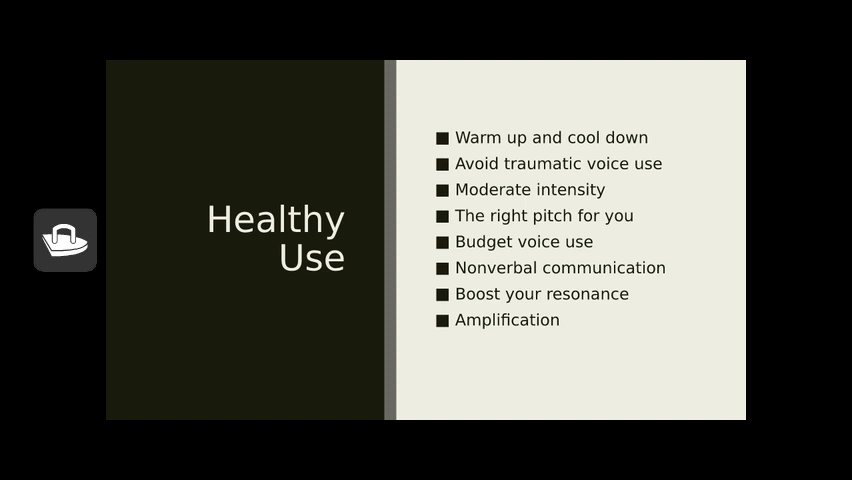 Healthy
Use
Warm up and cool down
Avoid traumatic voice use
Moderate intensity
The right pitch for you
Budget voice use
Nonverbal communication
Boost your resonance
Amplification